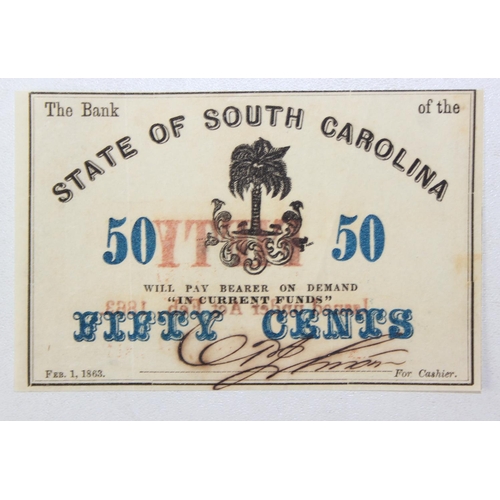 The Bank of the
STATE OF SOUTH CAROLINA
50 50
WILL PAY BEARER ON DEMAND
"IN CURRENT FUNDS"
FIFTY CENTS
FEB. 1, 1863. For Cashier.